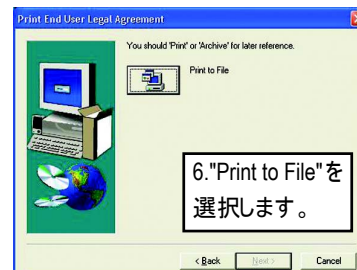 Print End User Legal Agreement
You should 'Print' or 'Archive' for later reference.
Print to File
6."Print to File"を
選択します。
< Back
Next >
Cancel